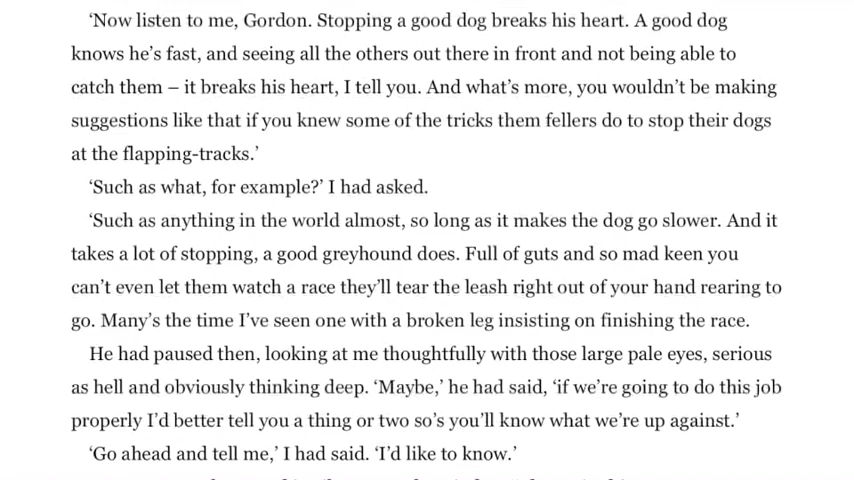 ‘Now listen to me, Gordon. Stopping a good dog breaks his heart. A good dog
knows he’s fast, and seeing all the others out there in front and not being able to
catch them – it breaks his heart, I tell you. And what’s more, you wouldn’t be making
suggestions like that if you knew some of the tricks them fellers do to stop their dogs
at the flapping-tracks.’
‘Such as what, for example?’ I had asked.
‘Such as anything in the world almost, so long as it makes the dog go slower. And it
takes a lot of stopping, a good greyhound does. Full of guts and so mad keen you
can’t even let them watch a race they’ll tear the leash right out of your hand rearing to
go. Many’s the time I’ve seen one with a broken leg insisting on finishing the race.
He had paused then, looking at me thoughtfully with those large pale eyes, serious
as hell and obviously thinking deep. ‘Maybe,’ he had said, ‘if we’re going to do this job
properly I’d better tell you a thing or two so’s you’ll know what we’re up against.’
‘Go ahead and tell me,’ I had said. ‘I’d like to know.’